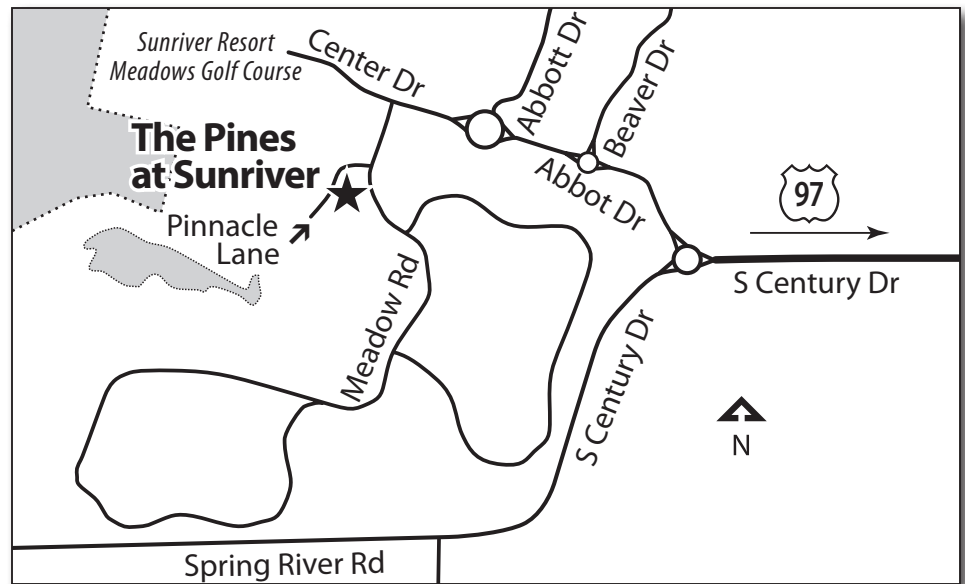 Sunriver Resort
Meadows Golf Course
Center Dr
Abbott Dr
Beaver Dr
The Pines
at Sunriver
Abbot Dr
97
Pinnacle
Lane
S Century Dr
Meadow Rd
S Century Dr
N
Spring River Rd